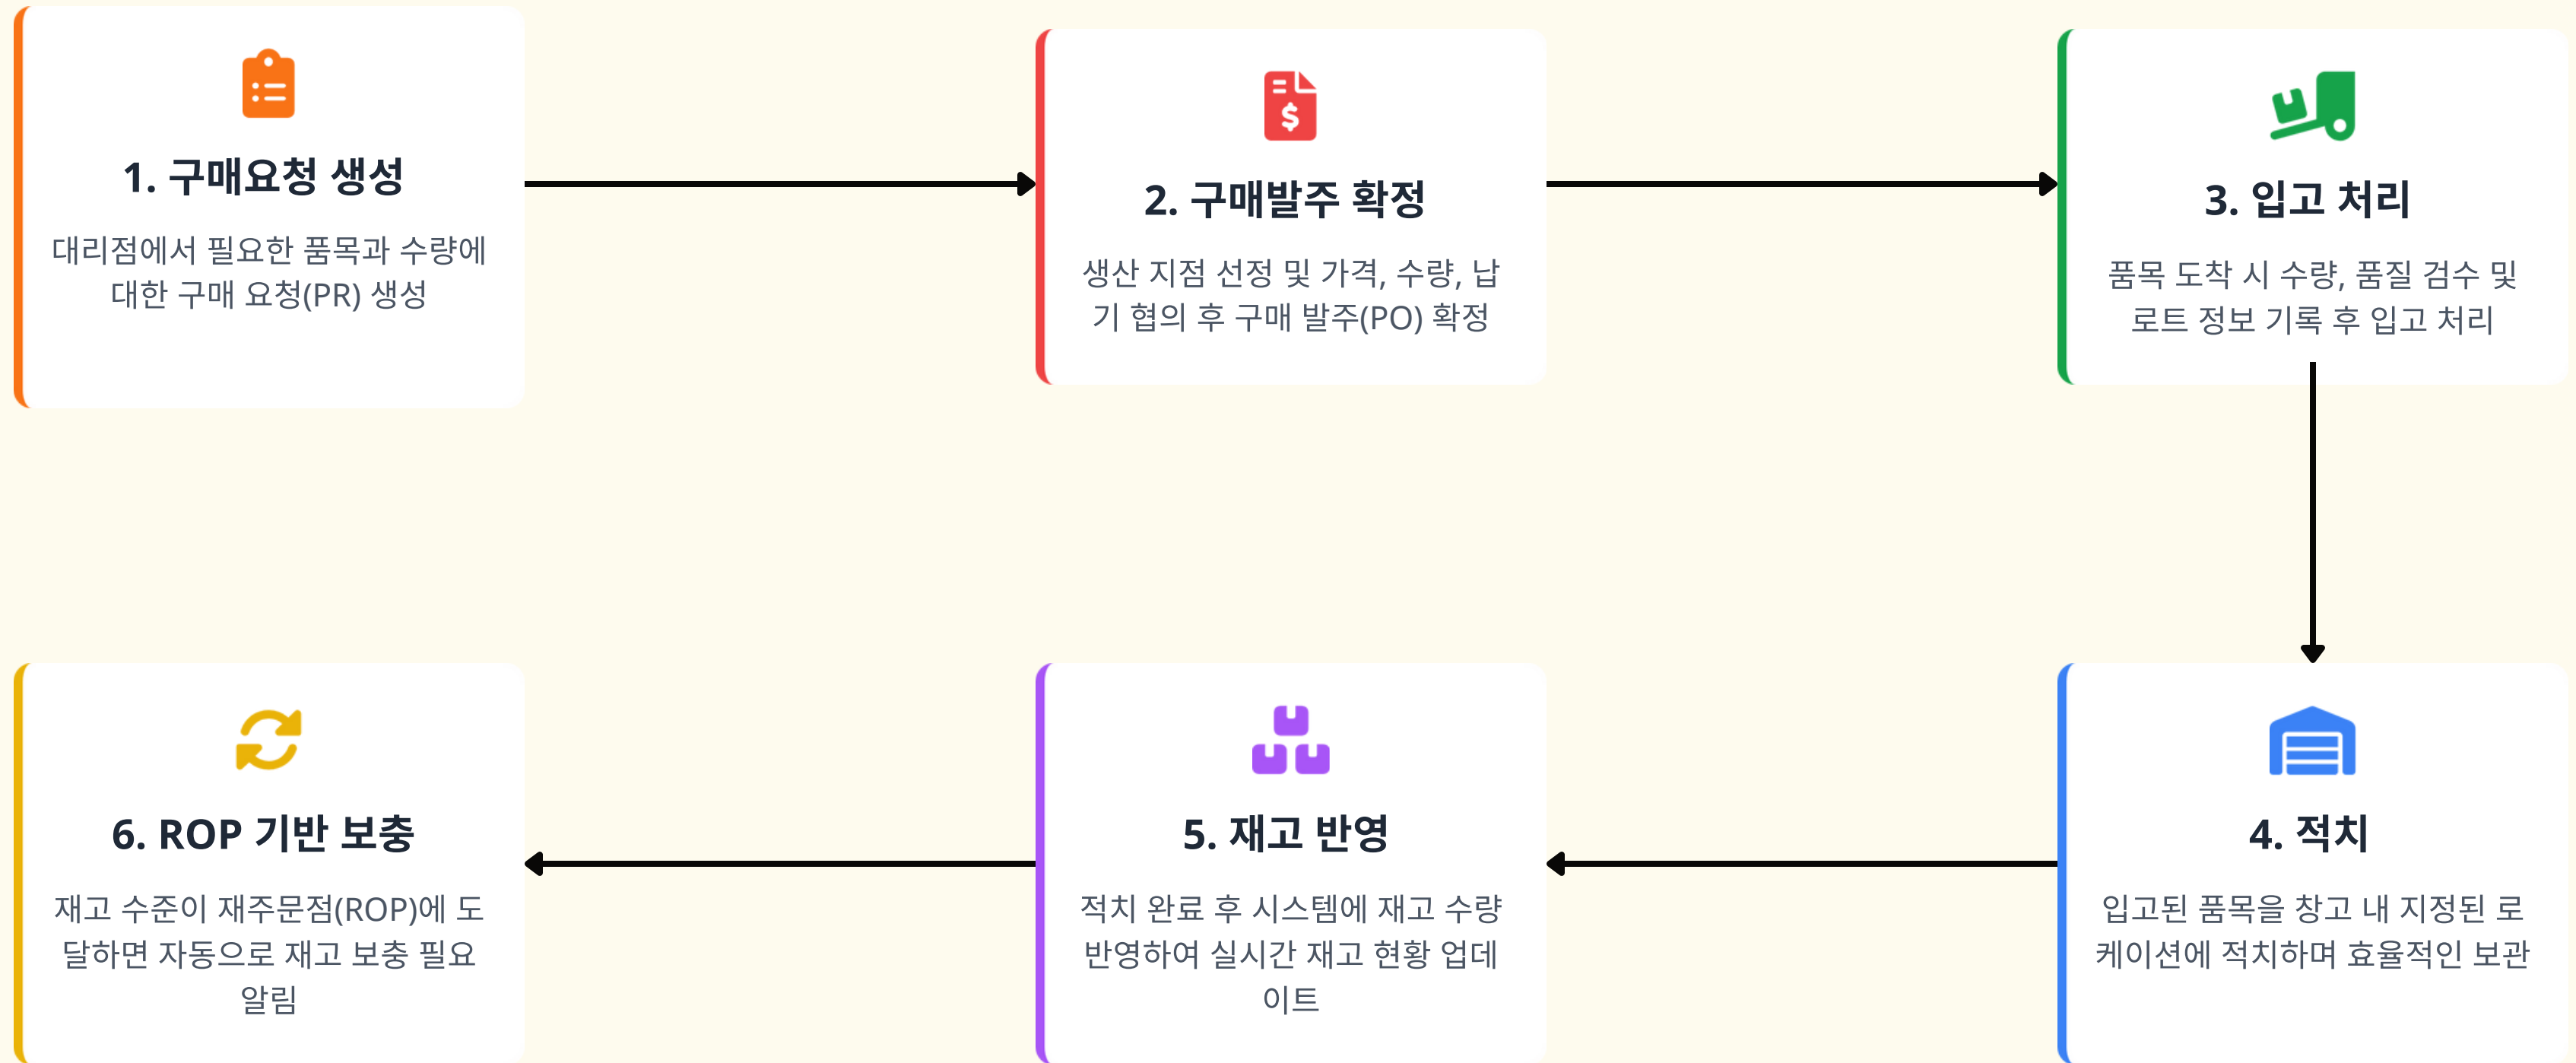 1. 구매요청 생성
대리점에서 필요한 품목과 수량에
대한 구매 요청(PR) 생성
2. 구매발주 확정
생산 지점 선정 및 가격, 수량, 납
기 협의 후 구매 발주(PO) 확정
3. 입고 처리
품목 도착 시 수량, 품질 검수 및
로트 정보 기록 후 입고 처리
4. 적치
입고된 품목을 창고 내 지정된 로
케이션에 적치하며 효율적인 보관
5. 재고 반영
적치 완료 후 시스템에 재고 수량
반영하여 실시간 재고 현황 업데
이트
6. ROP 기반 보충
재고 수준이 재주문점(ROP)에 도
달하면 자동으로 재고 보충 필요
알림